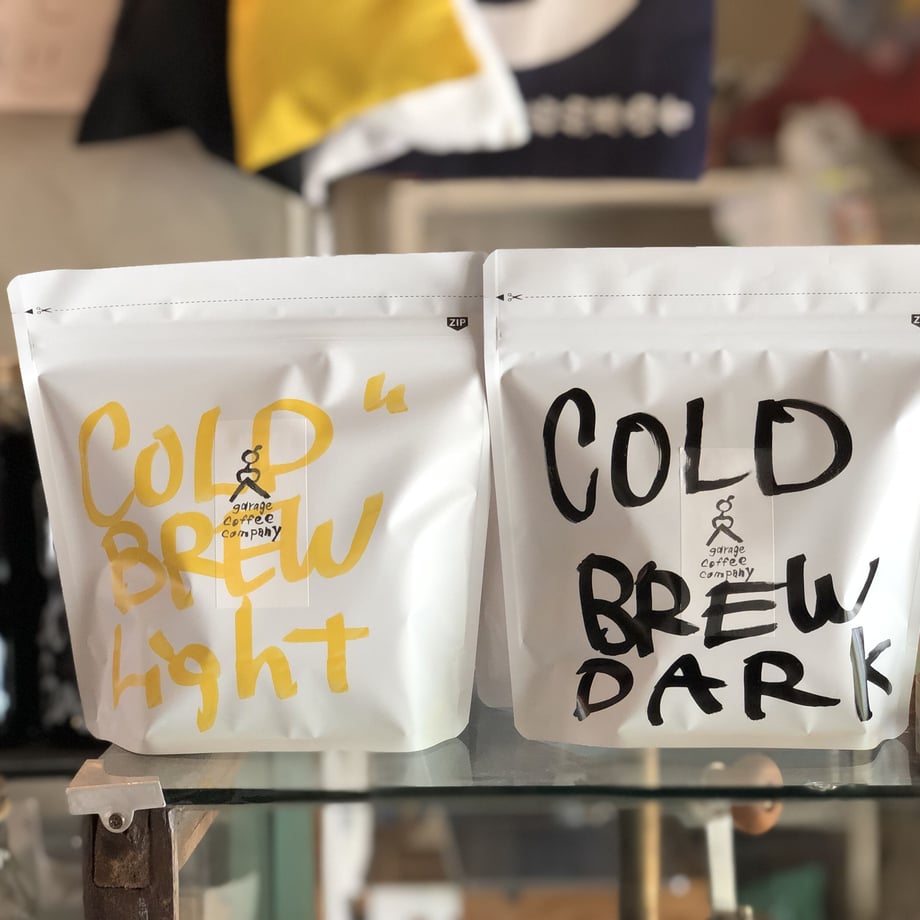 ZIP
COLD "
BREW
Light
garage
coffee
company
COLD
BREW
DARK
garage
coffee
company